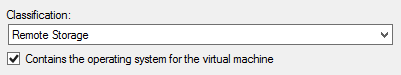 Classification:
Remote Storage
Contains the operating system for the virtual machine